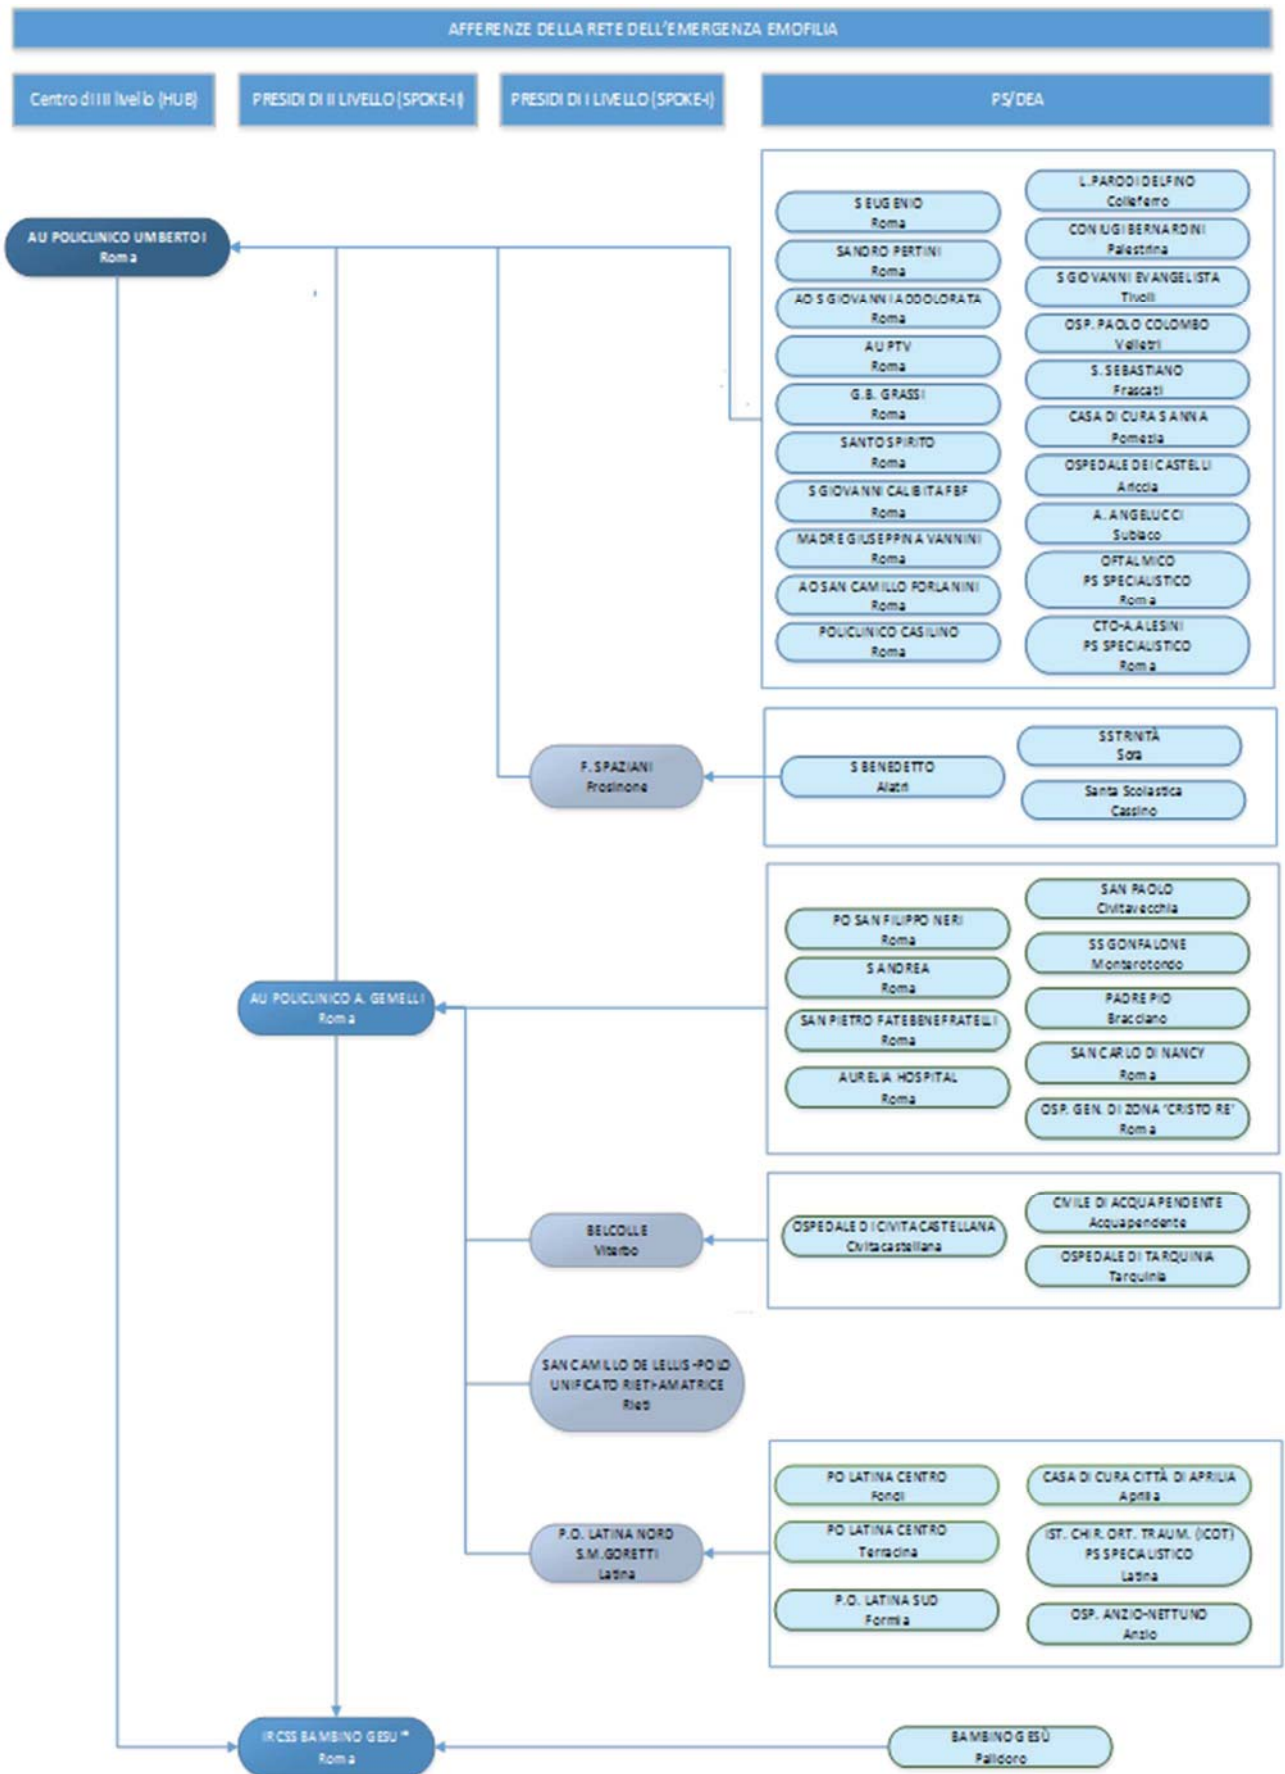 AFFERENZE DELLA RETE DELL'EMERGENZA EMOFILIA
Centro di III livello (HUB)
PRESIDI DI II LIVELLO (SPOKE-II)
PRESIDI DI I LIVELLO (SPOKE-I)
PS/DEA
AU POLICLINICO UMBERTO I
Roma
S EUGENIO
Roma
SANDRO PERTINI
Roma
AO S GIOVANNI ADDOLORATA
Roma
AU PTV
Roma
G.B. GRASSI
Roma
SANTO SPIRITO
Roma
S GIOVANNI CALIBITA FBF
Roma
MADRE GIUSEPPINA VANNINI
Roma
AO SAN CAMILLO FORLANINI
Roma
POLICLINICO CASILINO
Roma
L.PARODI DELFINO
Colleferro
CONIUGI BERNARDINI
Palestrina
S GIOVANNI EVANGELISTA
Tivoli
OSP. PAOLO COLOMBO
Velletri
S. SEBASTIANO
Frascati
CASA DI CURA S ANNA
Pomezia
OSPEDALE DEI CASTELLI
Ariccia
A. ANGELUCCI
Subiaco
OFTALMICO
PS SPECIALISTICO
Roma
CTO-A.ALESINI
PS SPECIALISTICO
Roma
F. SPAZIANI
Frosinone
S BENEDETTO
Alatri
SS TRINITÀ
Sora
Santa Scolastica
Cassino
AU POLICLINICO A. GEMELLI
Roma
PO SAN FILIPPO NERI
Roma
S ANDREA
Roma
SAN PIETRO FATEBENEFRATELLI
Roma
AURELIA HOSPITAL
Roma
SAN PAOLO
Civitavecchia
SS GONFALONE
Monterotondo
PADRE PIO
Bracciano
SAN CARLO DI NANCY
Roma
OSP. GEN. DI ZONA 'CRISTO RE'
Roma
BELCOLLE
Viterbo
OSPEDALE DI CIVITA CASTELLANA
Civitacastellana
CIVILE DI ACQUAPENDENTE
Acquapendente
OSPEDALE DI TARQUINIA
Tarquinia
SAN CAMILLO DE LELLIS -POLO
UNIFICATO RIETI-AMATRICE
Rieti
P.O. LATINA NORD
S.M.GORETTI
Latina
PO LATINA CENTRO
Fondi
PO LATINA CENTRO
Terracina
P.O. LATINA SUD
Formia
CASA DI CURA CITTÀ DI APRILIA
Aprilia
IST. CHIR. ORT. TRAUM. (ICOT)
PS SPECIALISTICO
Latina
OSP. ANZIO-NETTUNO
Anzio
IRCSS BAMBINO GESU'*
Roma
BAMBINO GESÙ
Palidoro